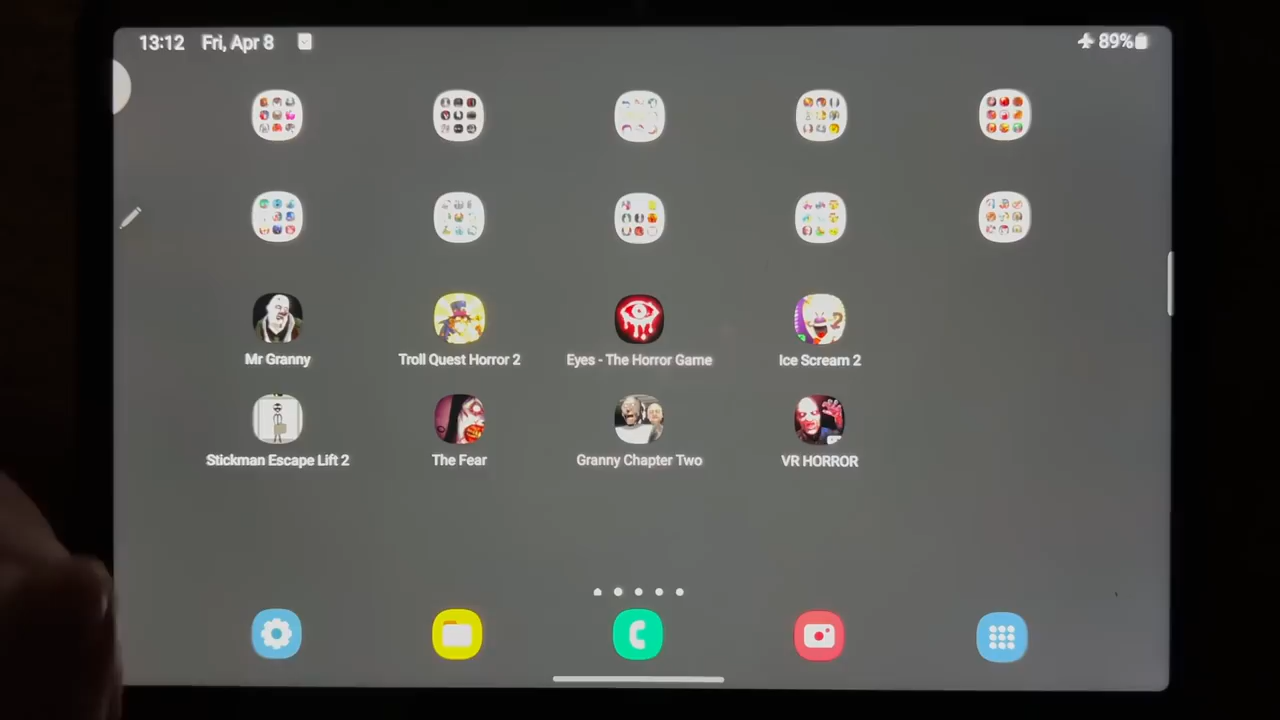 13:12 Fri, Apr 8 89%
Mr Granny Troll Quest Horror 2 Eyes - The Horror Game Ice Scream 2
Stickman Escape Lift 2 The Fear Granny Chapter Two VR HORROR